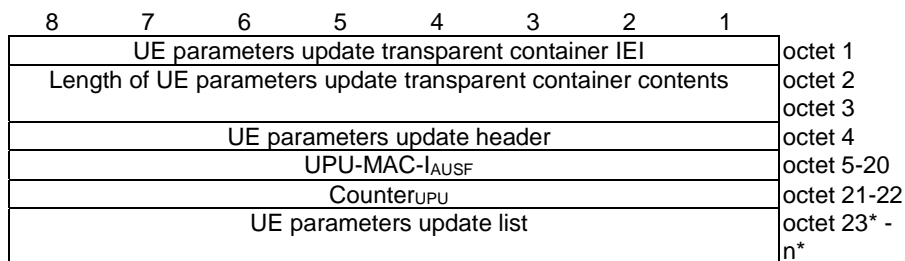 8 7 6 5 4 3 2 1
UE parameters update transparent container IEI octet 1
Length of UE parameters update transparent container contents octet 2
octet 3
UE parameters update header octet 4
UPU-MAC-IAUSF octet 5-20
CounterUPU octet 21-22
UE parameters update list octet 23* -
n*